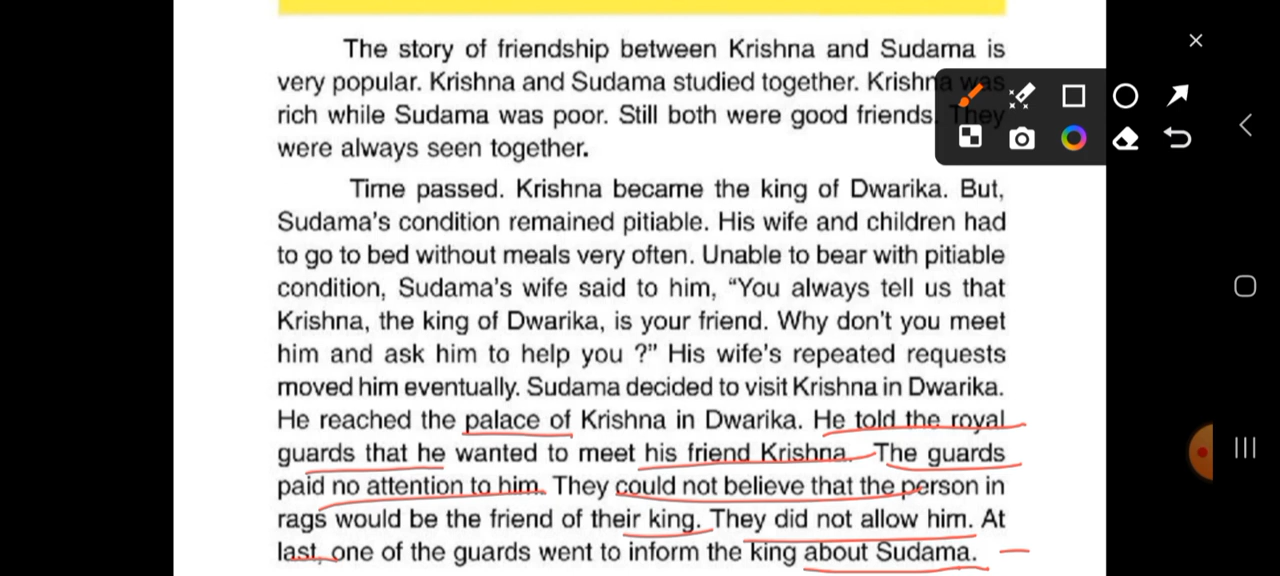 The story of friendship between Krishna and Sudama is
very popular. Krishna and Sudama studied together. Krishna was
rich while Sudama was poor. Still both were good friends. They
were always seen together.
Time passed. Krishna became the king of Dwarika. But,
Sudama's condition remained pitiable. His wife and children had
to go to bed without meals very often. Unable to bear with pitiable
condition, Sudama's wife said to him, “You always tell us that
Krishna, the king of Dwarika, is your friend. Why don't you meet
him and ask him to help you ?” His wife's repeated requests
moved him eventually. Sudama decided to visit Krishna in Dwarika.
He reached the palace of Krishna in Dwarika. He told the royal
guards that he wanted to meet his friend Krishna. The guards
paid no attention to him. They could not believe that the person in
rags would be the friend of their king. They did not allow him. At
last, one of the guards went to inform the king about Sudama.